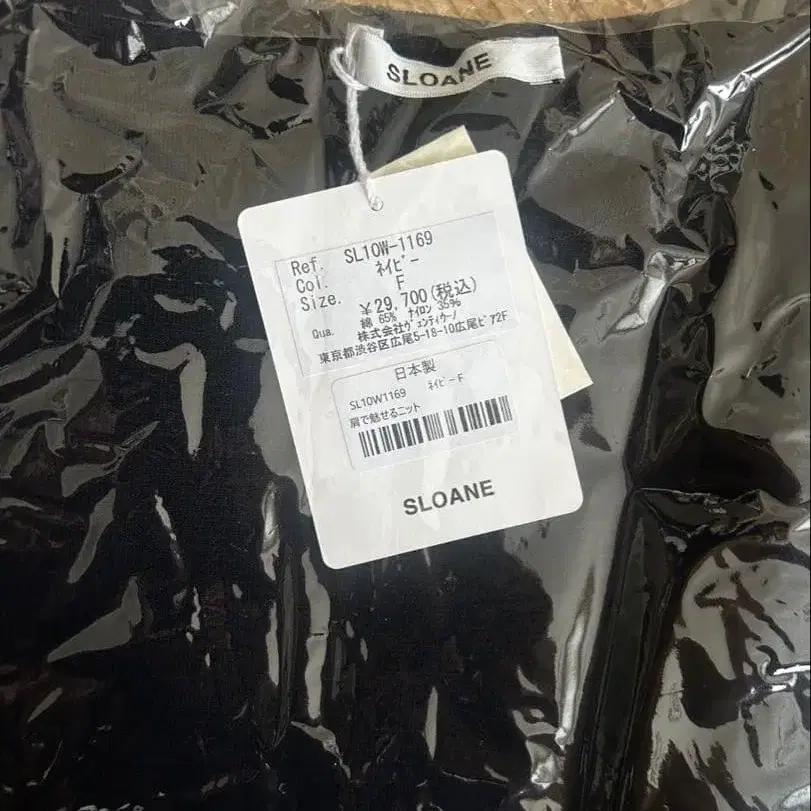 SLOANE
Ref. SL10W-1169
Col. ﾈｲﾋﾞｰ
Size. F
¥29,700(税込)
Qua. 綿 65% ナイロン 35%
株式会社ヴェンティウーノ
東京都渋谷区広尾5-18-10広尾ﾋﾟｱ2F
日本製
SL10W1169 ﾈｲﾋﾞｰ F
肩で魅せるニット
SLOANE